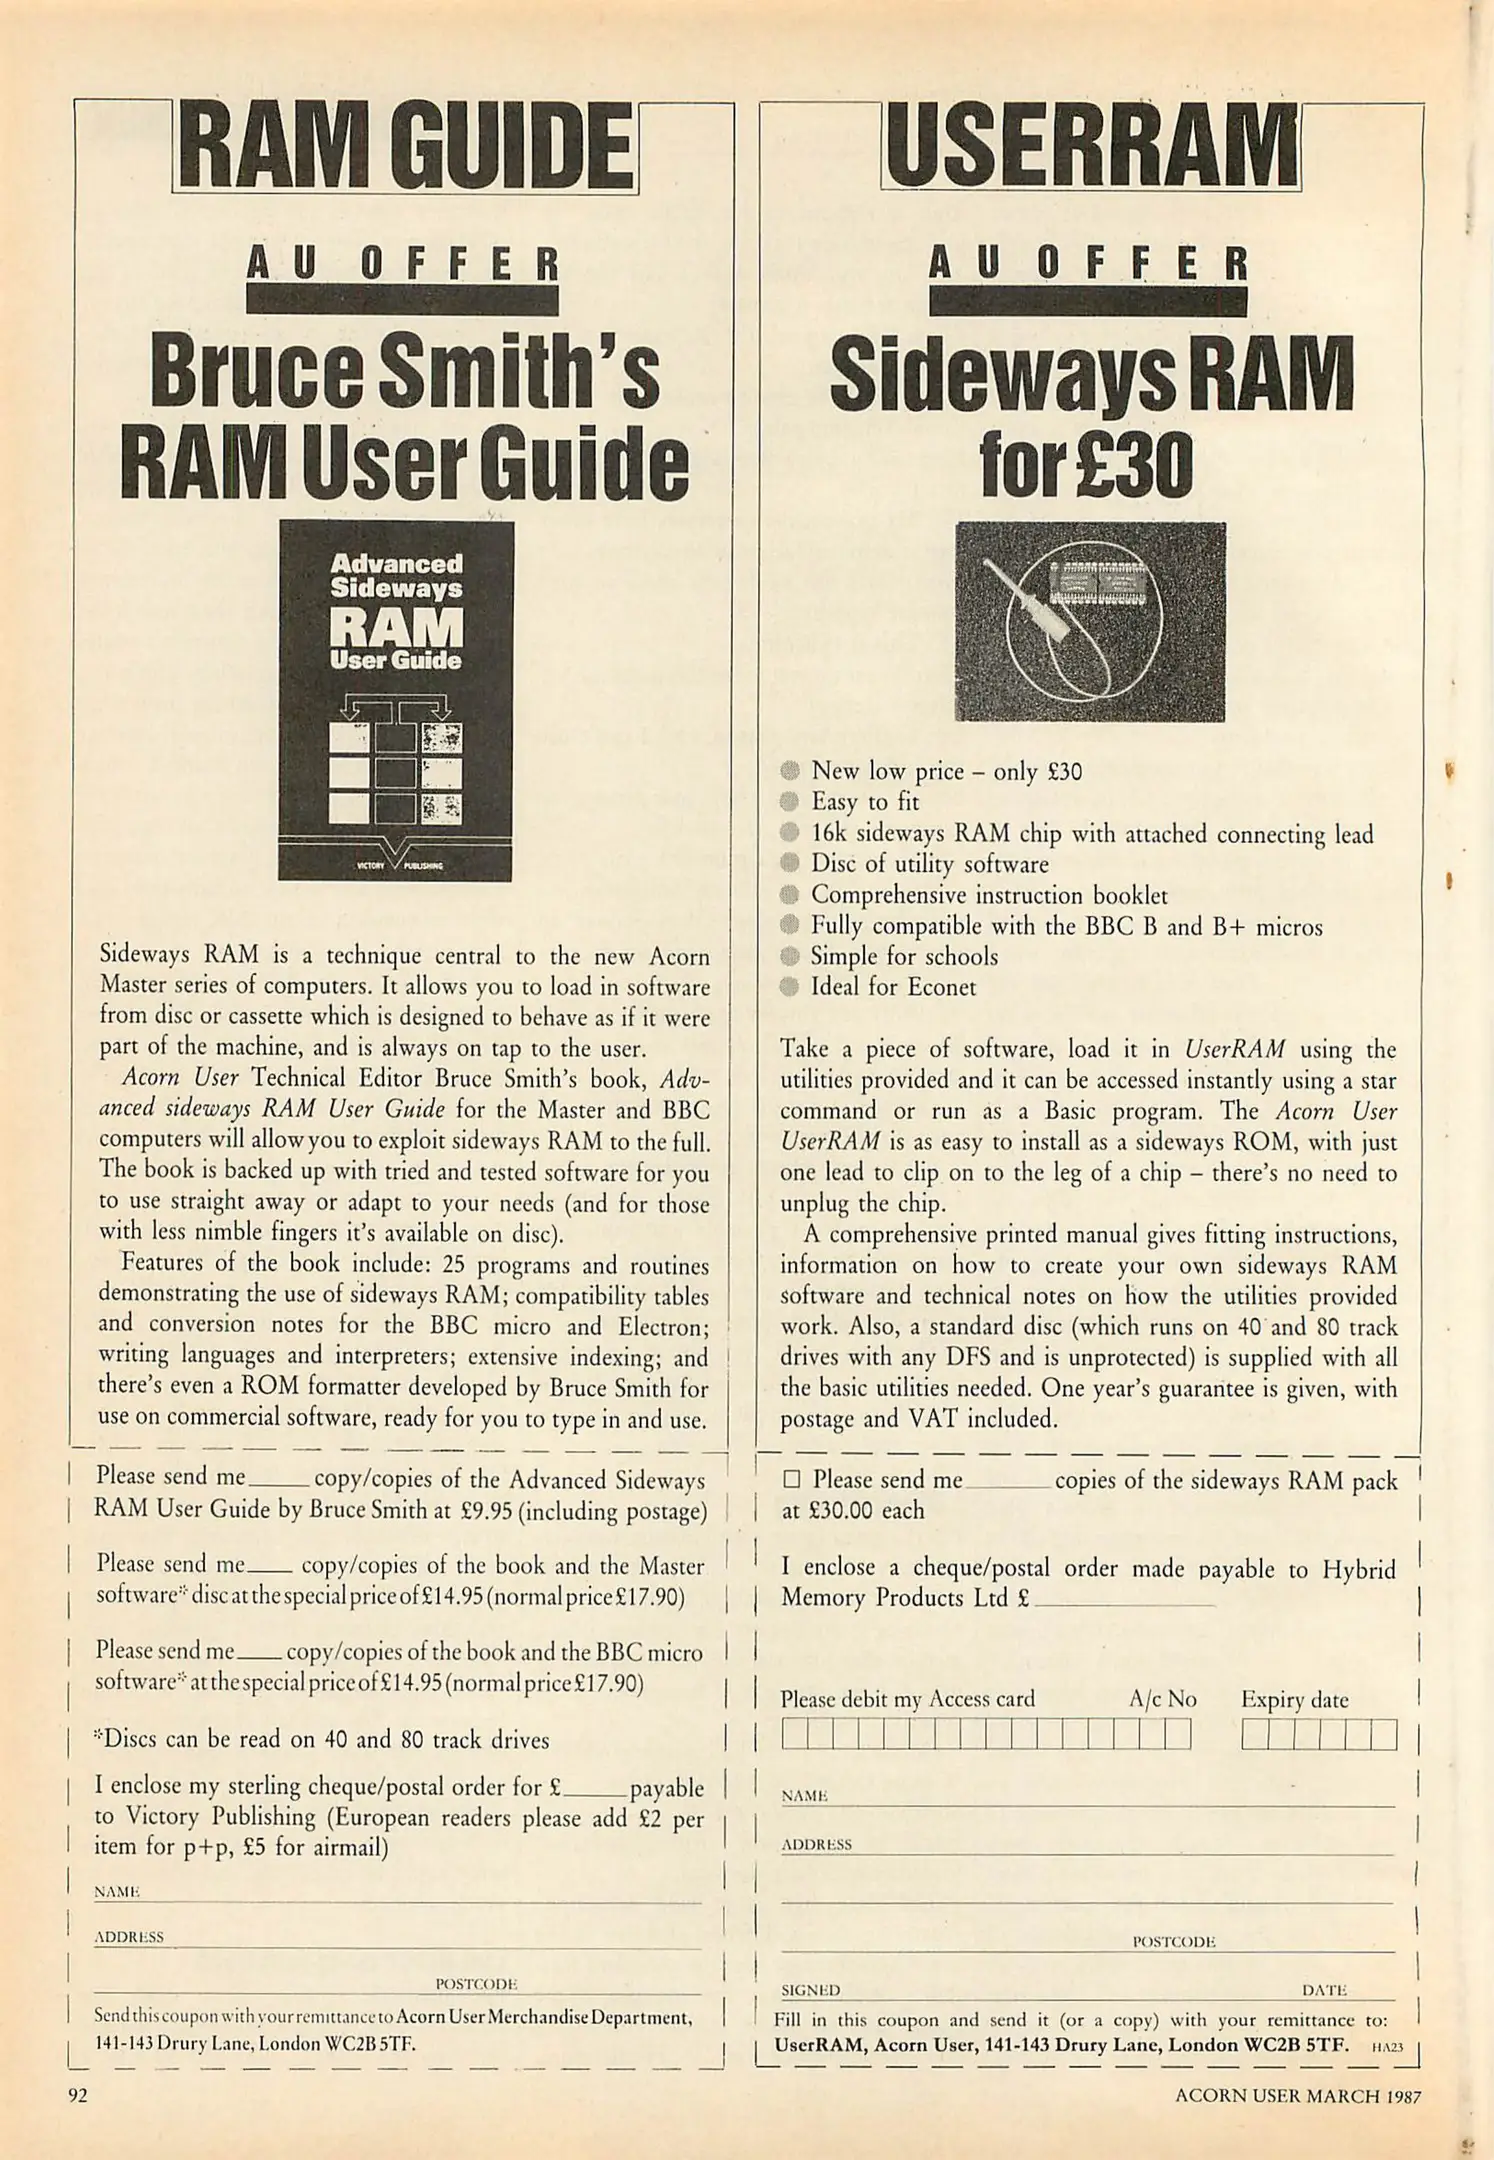 RAM GUIDE
AU OFFER
Bruce Smith's
RAM User Guide
Advanced
Sideways
RAM
User Guide
VICTORY PUBLISHING
Sideways RAM is a technique central to the new Acorn
Master series of computers. It allows you to load in software
from disc or cassette which is designed to behave as if it were
part of the machine, and is always on tap to the user.
Acorn User Technical Editor Bruce Smith's book, Adv-
anced sideways RAM User Guide for the Master and BBC
computers will allow you to exploit sideways RAM to the full.
The book is backed up with tried and tested software for you
to use straight away or adapt to your needs (and for those
with less nimble fingers it's available on disc).
Features of the book include: 25 programs and routines
demonstrating the use of sideways RAM; compatibility tables
and conversion notes for the BBC micro and Electron;
writing languages and interpreters; extensive indexing; and
there's even a ROM formatter developed by Bruce Smith for
use on commercial software, ready for you to type in and use.
Please send me____ copy/copies of the Advanced Sideways
RAM User Guide by Bruce Smith at £9.95 (including postage)
Please send me____ copy/copies of the book and the Master
software* disc at the special price of £14.95 (normal price £17.90)
Please send me____ copy/copies of the book and the BBC micro
software* at the special price of £14.95 (normal price £17.90)
*Discs can be read on 40 and 80 track drives
I enclose my sterling cheque/postal order for £____ payable
to Victory Publishing (European readers please add £2 per
item for p+p, £5 for airmail)
NAME
ADDRESS
POSTCODE
Send this coupon with your remittance to Acorn User Merchandise Department,
141-143 Drury Lane, London WC2B 5TF.
USERRAM
AU OFFER
Sideways RAM
for £30
New low price – only £30
Easy to fit
16k sideways RAM chip with attached connecting lead
Disc of utility software
Comprehensive instruction booklet
Fully compatible with the BBC B and B+ micros
Simple for schools
Ideal for Econet
Take a piece of software, load it in UserRAM using the
utilities provided and it can be accessed instantly using a star
command or run as a Basic program. The Acorn User
UserRAM is as easy to install as a sideways ROM, with just
one lead to clip on to the leg of a chip – there's no need to
unplug the chip.
A comprehensive printed manual gives fitting instructions,
information on how to create your own sideways RAM
software and technical notes on how the utilities provided
work. Also, a standard disc (which runs on 40 and 80 track
drives with any DFS and is unprotected) is supplied with all
the basic utilities needed. One year's guarantee is given, with
postage and VAT included.
□ Please send me____ copies of the sideways RAM pack
at £30.00 each
I enclose a cheque/postal order made payable to Hybrid
Memory Products Ltd £____
Please debit my Access card A/c No Expiry date
NAME
ADDRESS
POSTCODE
SIGNED DATE
Fill in this coupon and send it (or a copy) with your remittance to:
UserRAM, Acorn User, 141-143 Drury Lane, London WC2B 5TF. HA23
92
ACORN USER MARCH 1987